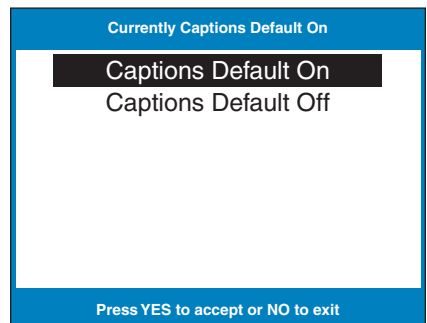 Currently Captions Default On
Captions Default On
Captions Default Off
Press YES to accept or NO to exit